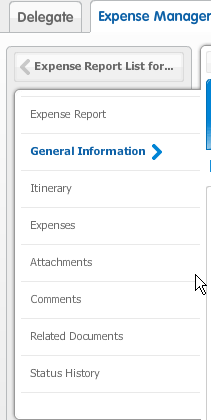 Delegate
Expense Manager
Expense Report List for...
Expense Report
General Information
Itinerary
Expenses
Attachments
Comments
Related Documents
Status History